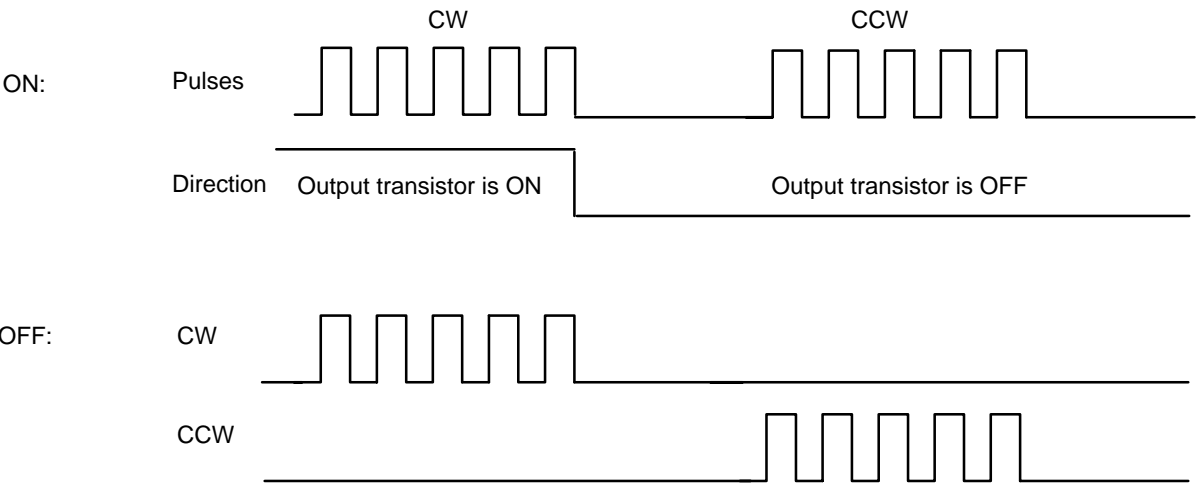 CW CCW
ON: Pulses
Direction Output transistor is ON Output transistor is OFF
OFF: CW
CCW